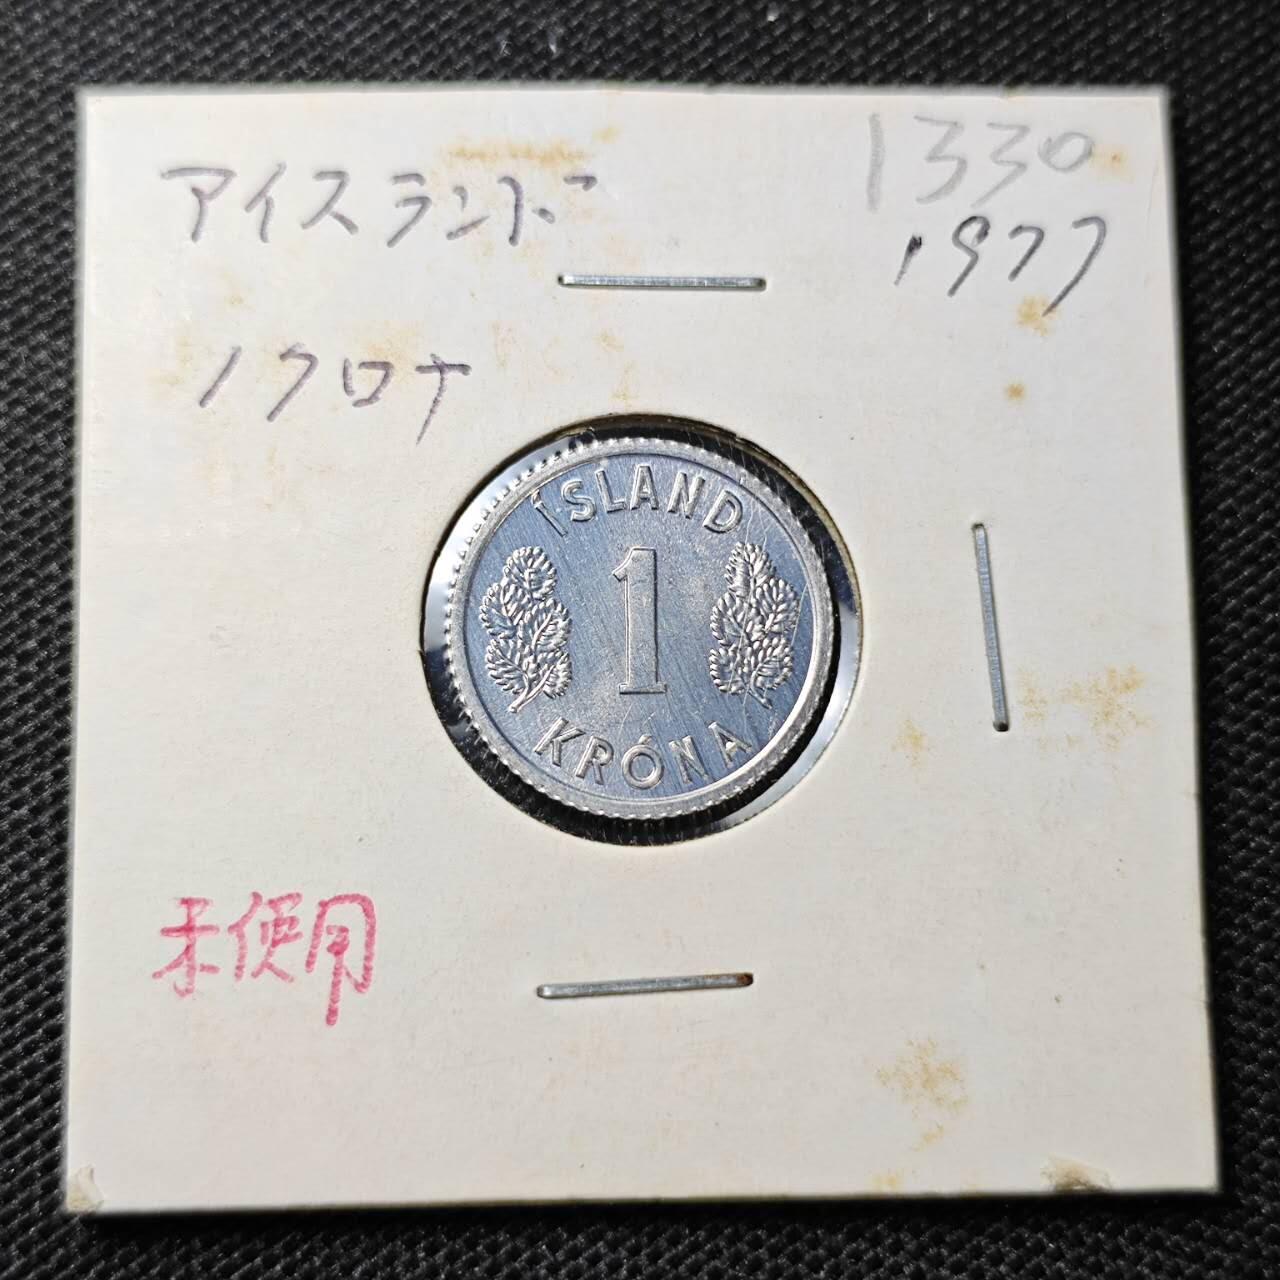 アイスランド
1330
1977
1クロナ
ÍSLAND
1
KRÓNA
未使用